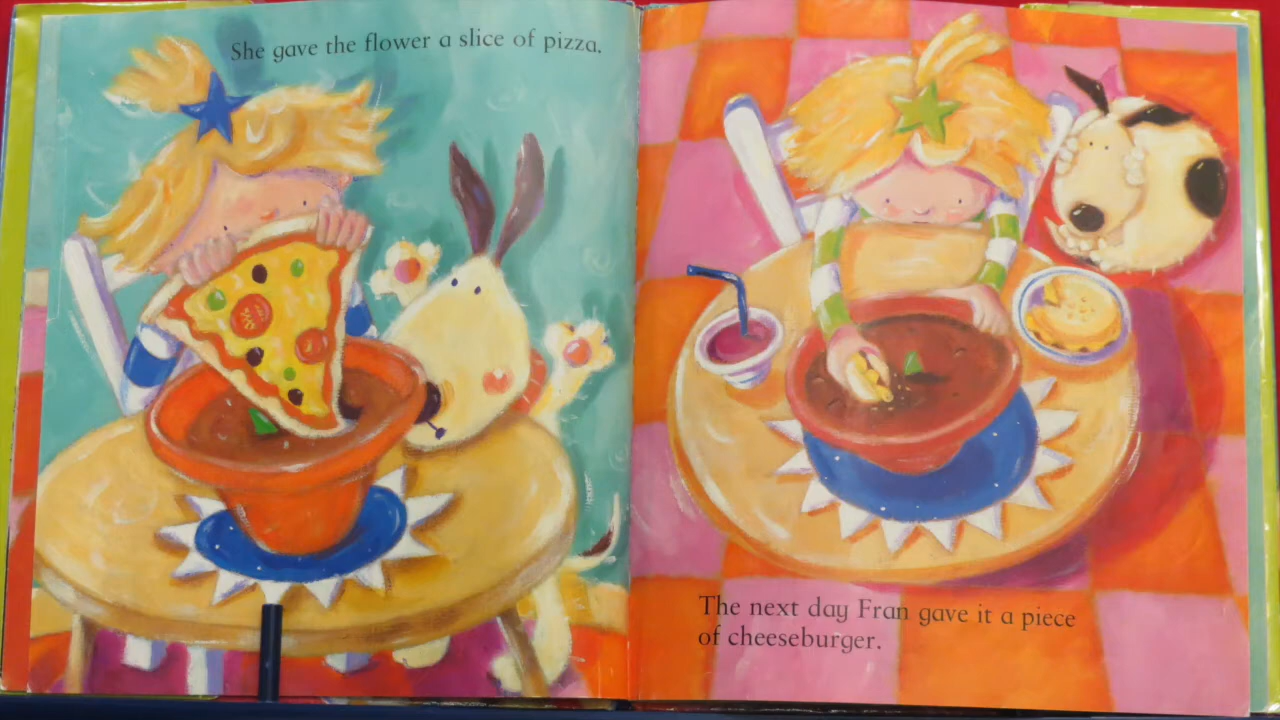 She gave the flower a slice of pizza.
The next day Fran gave it a piece
of cheeseburger.